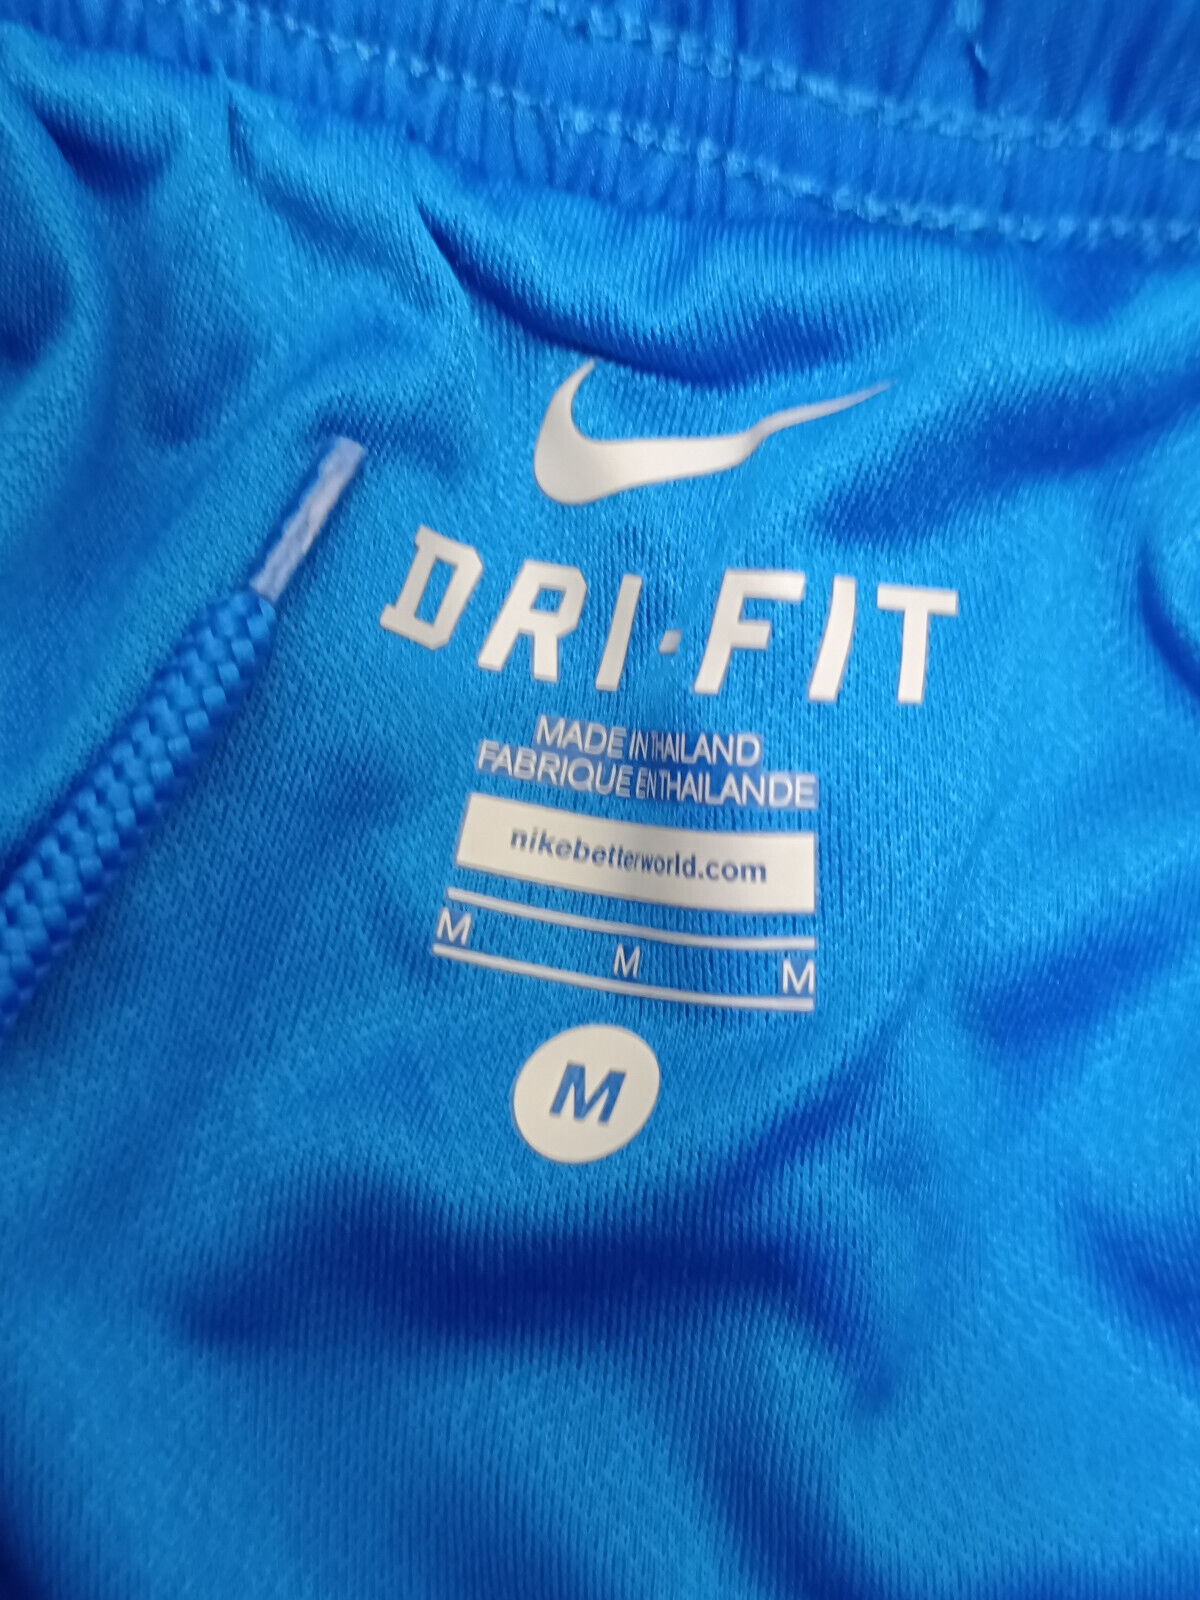 DRI-FIT
MADE IN THAILAND
FABRIQUE EN THAILANDE
nikebetterworld.com
M M M
M